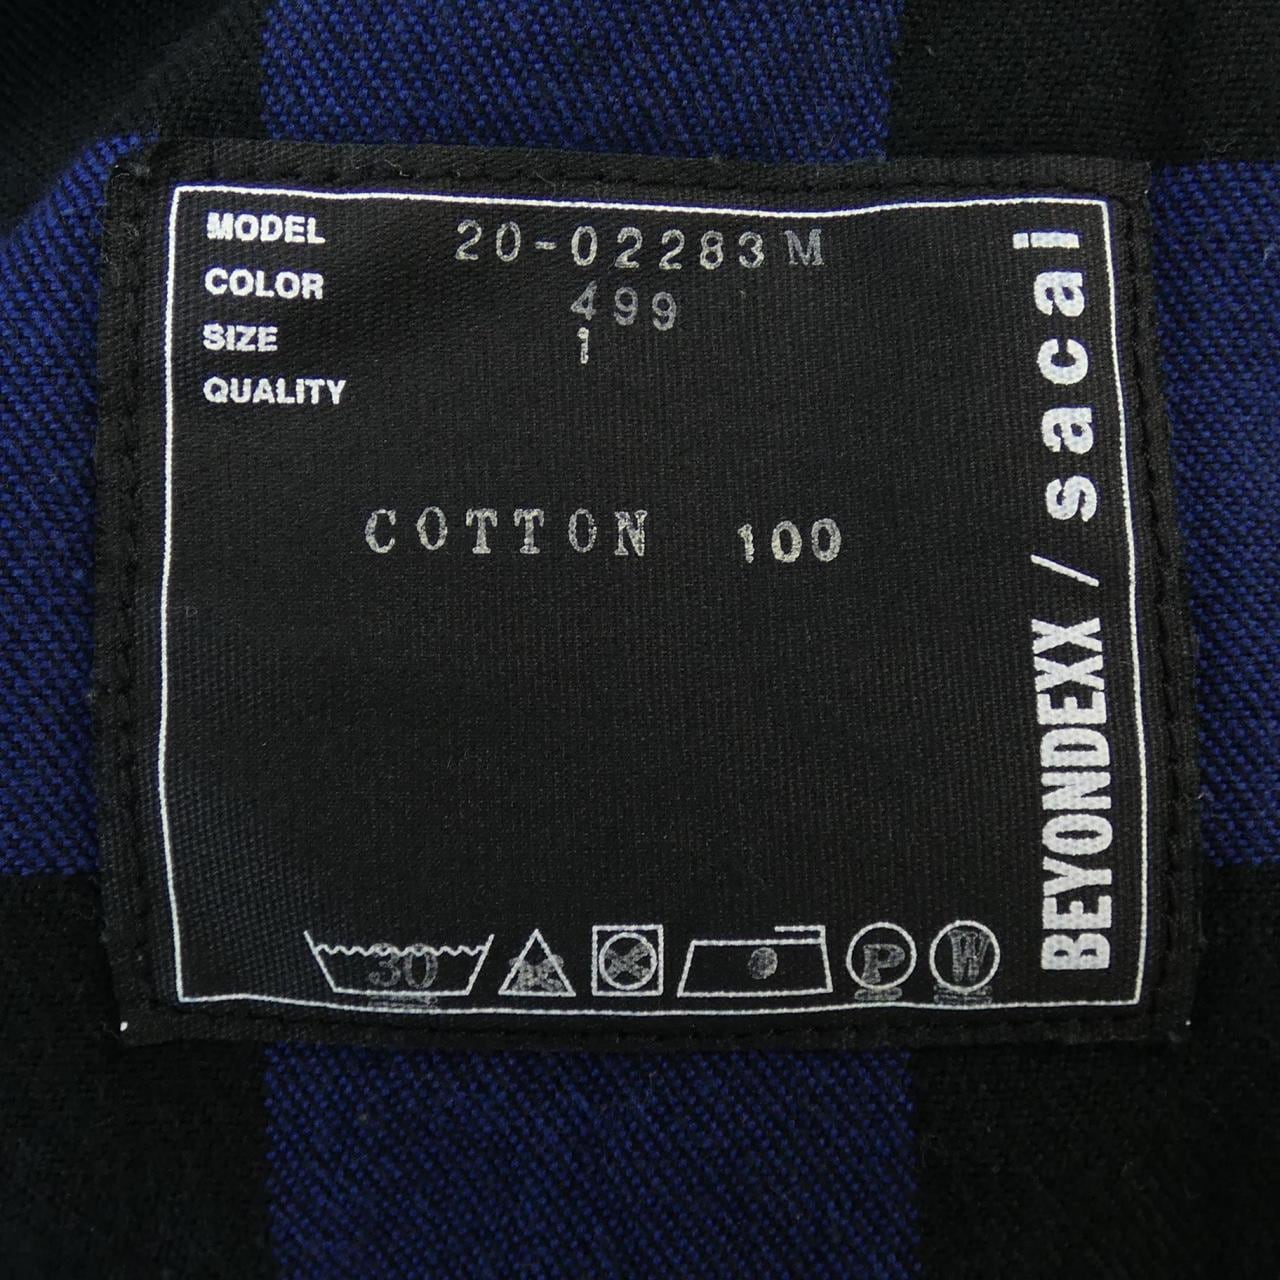 MODEL 20-02283M
COLOR 499
SIZE 1
QUALITY
COTTON 100
30 P W
BEYONDEXX / sacai